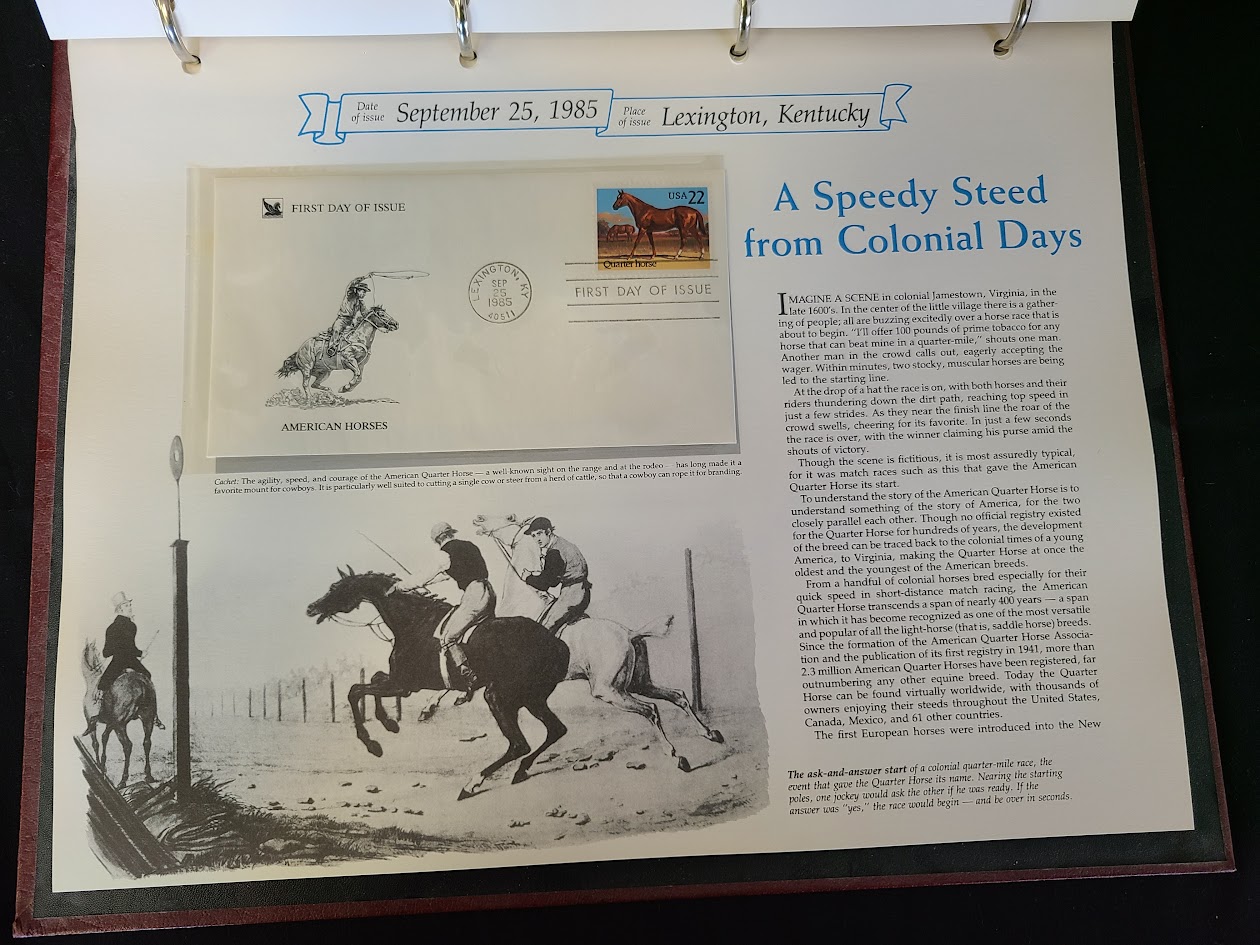 Date of issue September 25, 1985 Place of issue Lexington, Kentucky
FIRST DAY OF ISSUE
USA 22
Quarter horse
LEXINGTON, KY
SEP
25
1985
40511
FIRST DAY OF ISSUE
AMERICAN HORSES
Cachet: The agility, speed, and courage of the American Quarter Horse — a well-known sight on the range and at the rodeo — has long made it a
favorite mount for cowboys. It is particularly well suited to cutting a single cow or steer from a herd of cattle, so that a cowboy can rope it for branding.
A Speedy Steed
from Colonial Days
IMAGINE A SCENE in colonial Jamestown, Virginia, in the
late 1600's. In the center of the little village there is a gather-
ing of people; all are buzzing excitedly over a horse race that is
about to begin. "I'll offer 100 pounds of prime tobacco for any
horse that can beat mine in a quarter-mile," shouts one man.
Another man in the crowd calls out, eagerly accepting the
wager. Within minutes, two stocky, muscular horses are being
led to the starting line.
At the drop of a hat the race is on, with both horses and their
riders thundering down the dirt path, reaching top speed in
just a few strides. As they near the finish line the roar of the
crowd swells, cheering for its favorite. In just a few seconds
the race is over, with the winner claiming his purse amid the
shouts of victory.
Though the scene is fictitious, it is most assuredly typical,
for it was match races such as this that gave the American
Quarter Horse its start.
To understand the story of the American Quarter Horse is to
understand something of the story of America, for the two
closely parallel each other. Though no official registry existed
for the Quarter Horse for hundreds of years, the development
of the breed can be traced back to the colonial times of a young
America, to Virginia, making the Quarter Horse at once the
oldest and the youngest of the American breeds.
From a handful of colonial horses bred especially for their
quick speed in short-distance match racing, the American
Quarter Horse transcends a span of nearly 400 years — a span
in which it has become recognized as one of the most versatile
and popular of all the light-horse (that is, saddle horse) breeds.
Since the formation of the American Quarter Horse Associa-
tion and the publication of its first registry in 1941, more than
2.3 million American Quarter Horses have been registered, far
outnumbering any other equine breed. Today the Quarter
Horse can be found virtually worldwide, with thousands of
owners enjoying their steeds throughout the United States,
Canada, Mexico, and 61 other countries.
The first European horses were introduced into the New
The ask-and-answer start of a colonial quarter-mile race, the
event that gave the Quarter Horse its name. Nearing the starting
poles, one jockey would ask the other if he was ready. If the
answer was "yes," the race would begin — and be over in seconds.